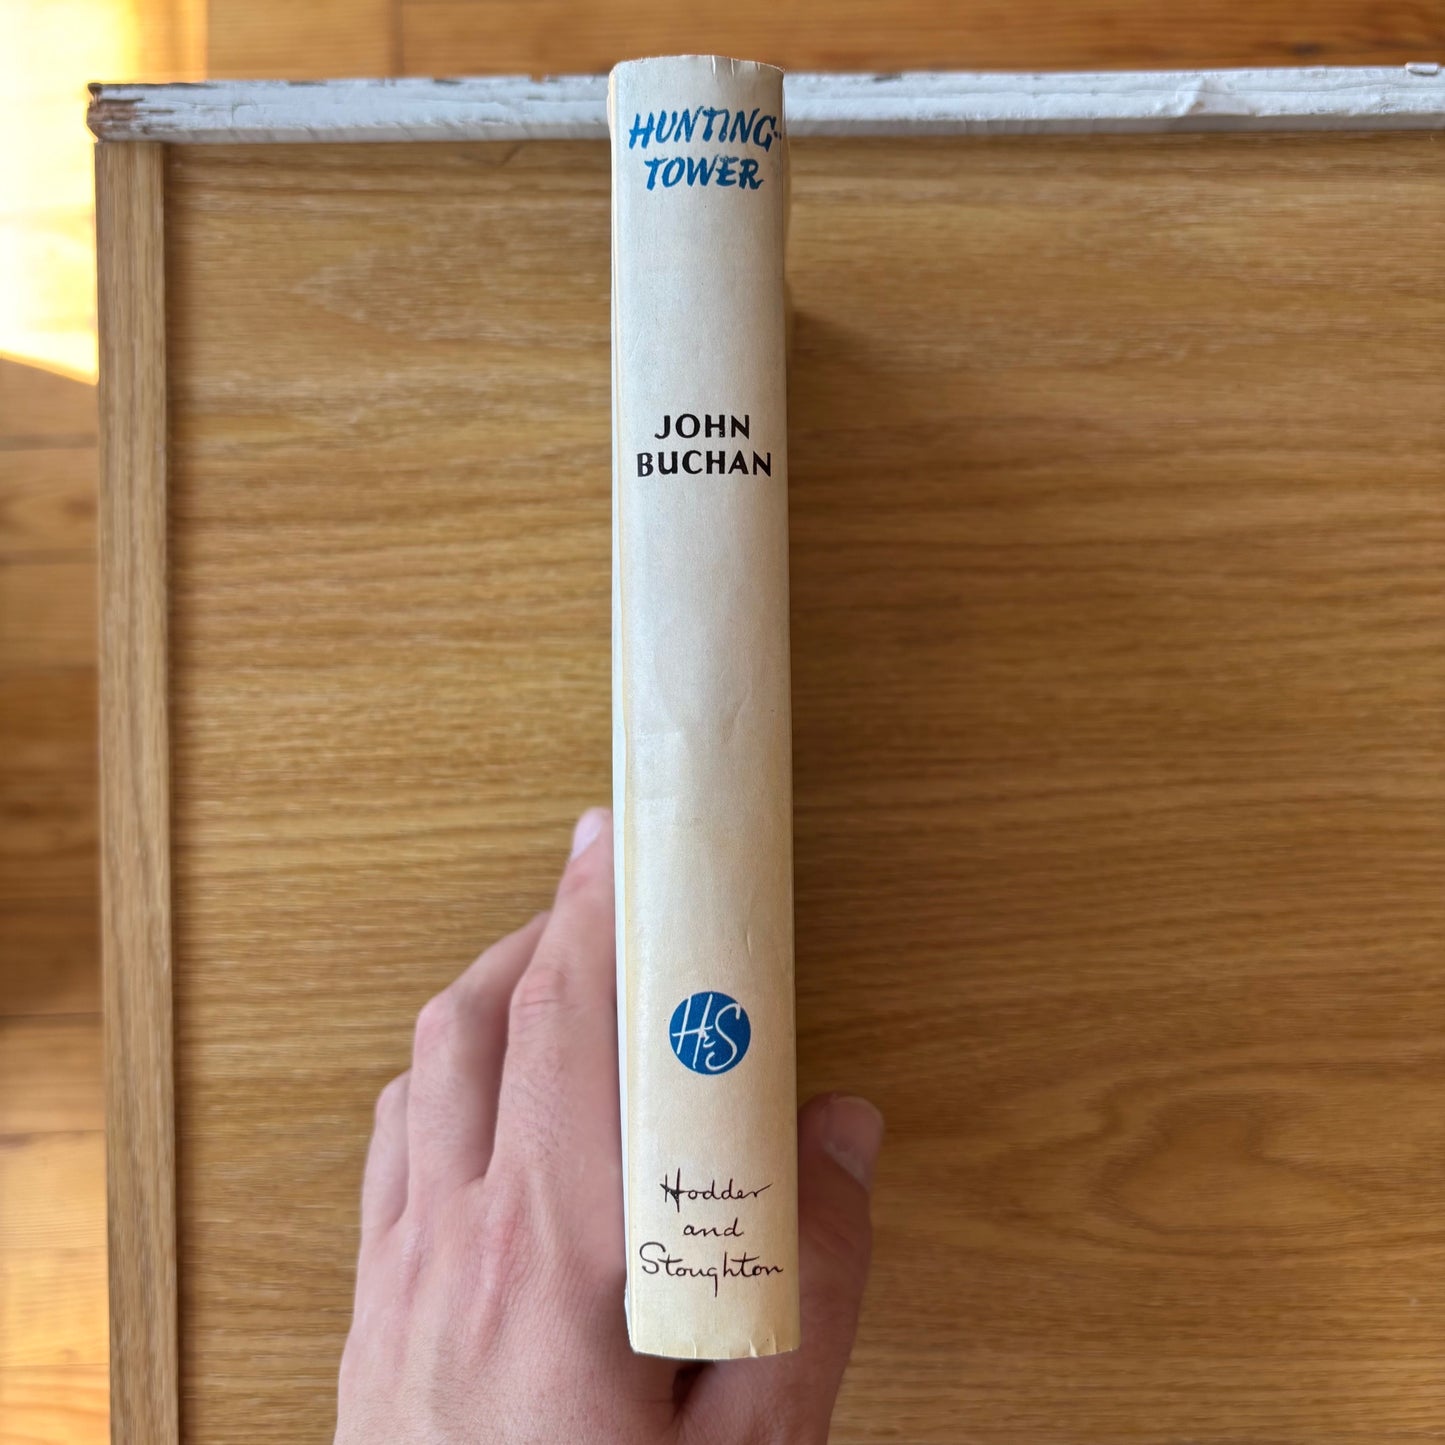 HUNTING-
TOWER
JOHN
BUCHAN
H&S
Hodder
and
Stoughton